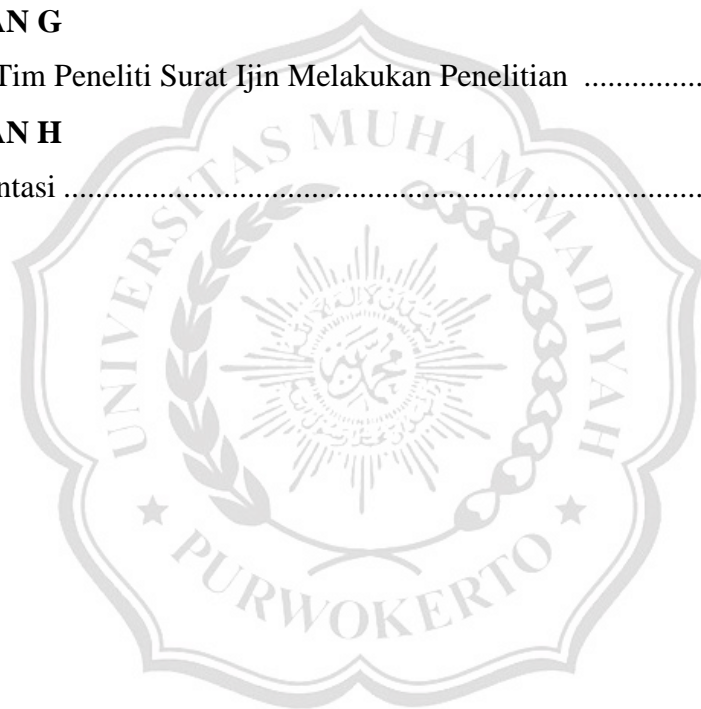 AN G
Tim Peneliti Surat Ijin Melakukan Penelitian ................
AN H
ntasi ................................................................................
UNIVERSITAS MUHAMMADIYAH
PURWOKERTO